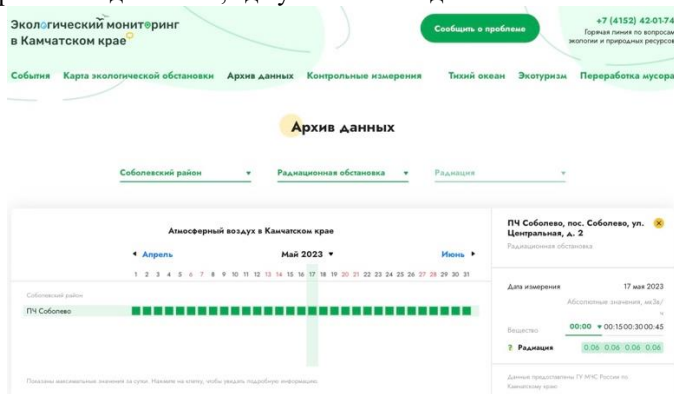 Экологический мониторинг
в Камчатском крае
Сообщить о проблеме
+7 (4152) 42-01-74
Горячая линия по вопросам
экологии и природных ресурсов
События Карта экологической обстановки Архив данных Контрольные измерения Тихий океан Экотуризм Переработка мусора
Архив данных
Соболевский район Радиационная обстановка Радиация
Атмосферный воздух в Камчатском крае
Апрель Май 2023 Июнь
1 2 3 4 5 6 7 8 9 10 11 12 13 14 15 16 17 18 19 20 21 22 23 24 25 26 27 28 29 30 31
Соболевский район
ПЧ Соболево
Показаны максимальные значения за сутки. Нажмите на клетку, чтобы увидеть подробную информацию.
ПЧ Соболево, пос. Соболево, ул.
Центральная, д. 2
Радиационная обстановка
Дата измерения 17 мая 2023
Абсолютные значения, мкЗв/
ч
Вещество 00:00 00:15 00:30 00:45
? Радиация 0.06 0.06 0.06 0.06
Данные предоставлены ГУ МЧС России по
Камчатскому краю